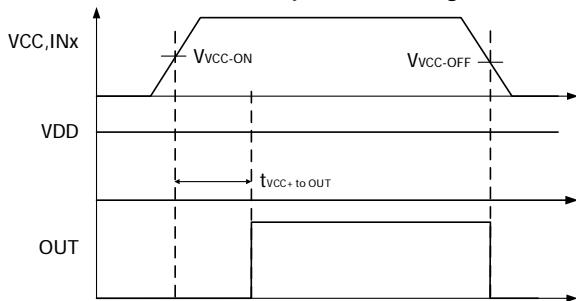 VCC,INx
VVCC-ON
VVCC-OFF
VDD
tVCC+ to OUT
OUT